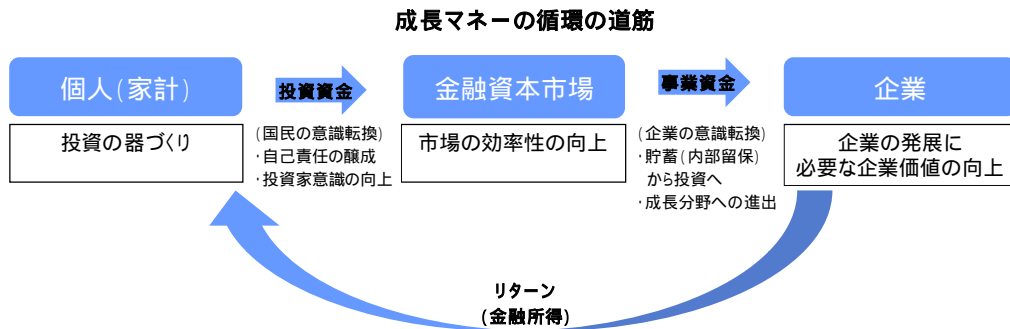 成長マネーの循環の道筋
個人(家計)
投資資金
金融資本市場
事業資金
企業
投資の器づくり
(国民の意識転換)
・自己責任の醸成
・投資家意識の向上
市場の効率性の向上
(企業の意識転換)
・貯蓄(内部留保)
から投資へ
・成長分野への進出
企業の発展に
必要な企業価値の向上
リターン
(金融所得)